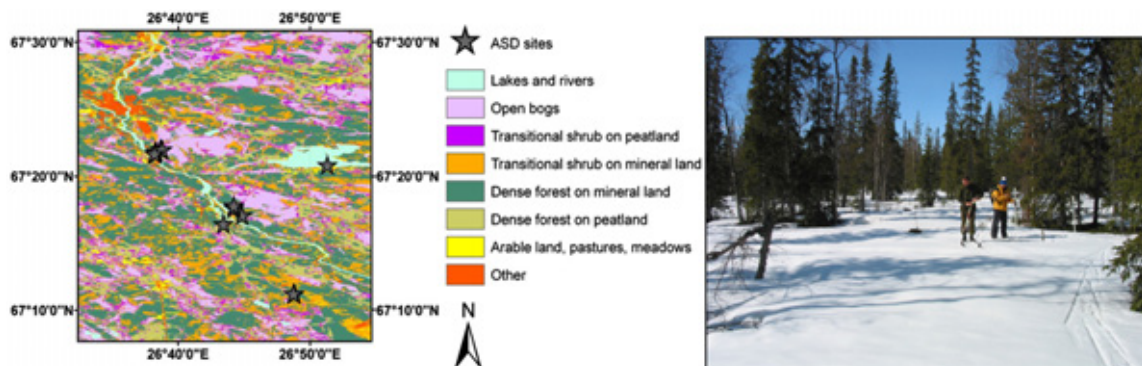 26°40'0"E 26°50'0"E
67°30'0"N 67°30'0"N
67°20'0"N 67°20'0"N
67°10'0"N 67°10'0"N
26°40'0"E 26°50'0"E
ASD sites
Lakes and rivers
Open bogs
Transitional shrub on peatland
Transitional shrub on mineral land
Dense forest on mineral land
Dense forest on peatland
Arable land, pastures, meadows
Other
N